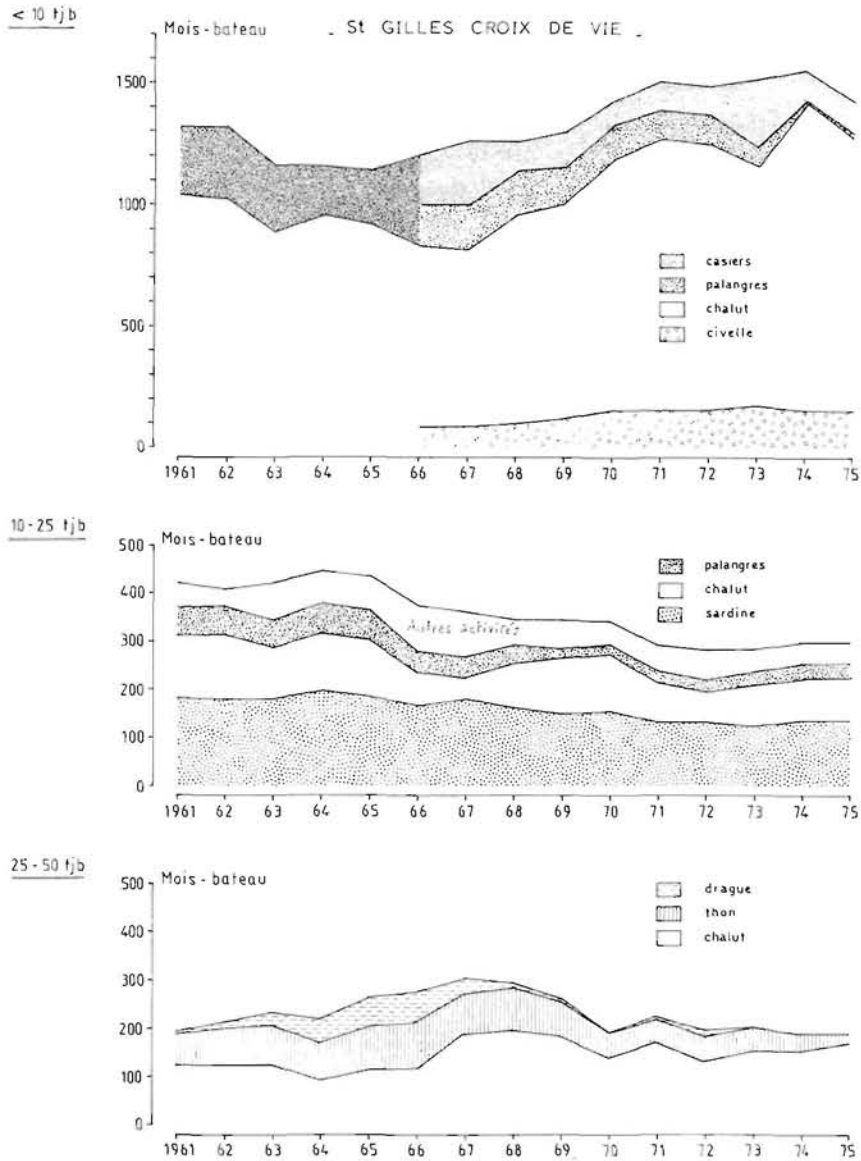 < 10 tjb
Mois-bateau - St GILLES CROIX DE VIE -
1500
1000
casiers
palangres
chalut
civelle
500
0
1961 62 63 64 65 66 67 68 69 70 71 72 73 74 75
10-25 tjb
Mois-bateau
500
palangres
400
chalut
sardine
Autres activités
300
200
100
0
1961 62 63 64 65 66 67 68 69 70 71 72 73 74 75
25-50 tjb
Mois-bateau
500
drague
thon
400
chalut
300
200
100
0
1961 62 63 64 65 66 67 68 69 70 71 72 73 74 75